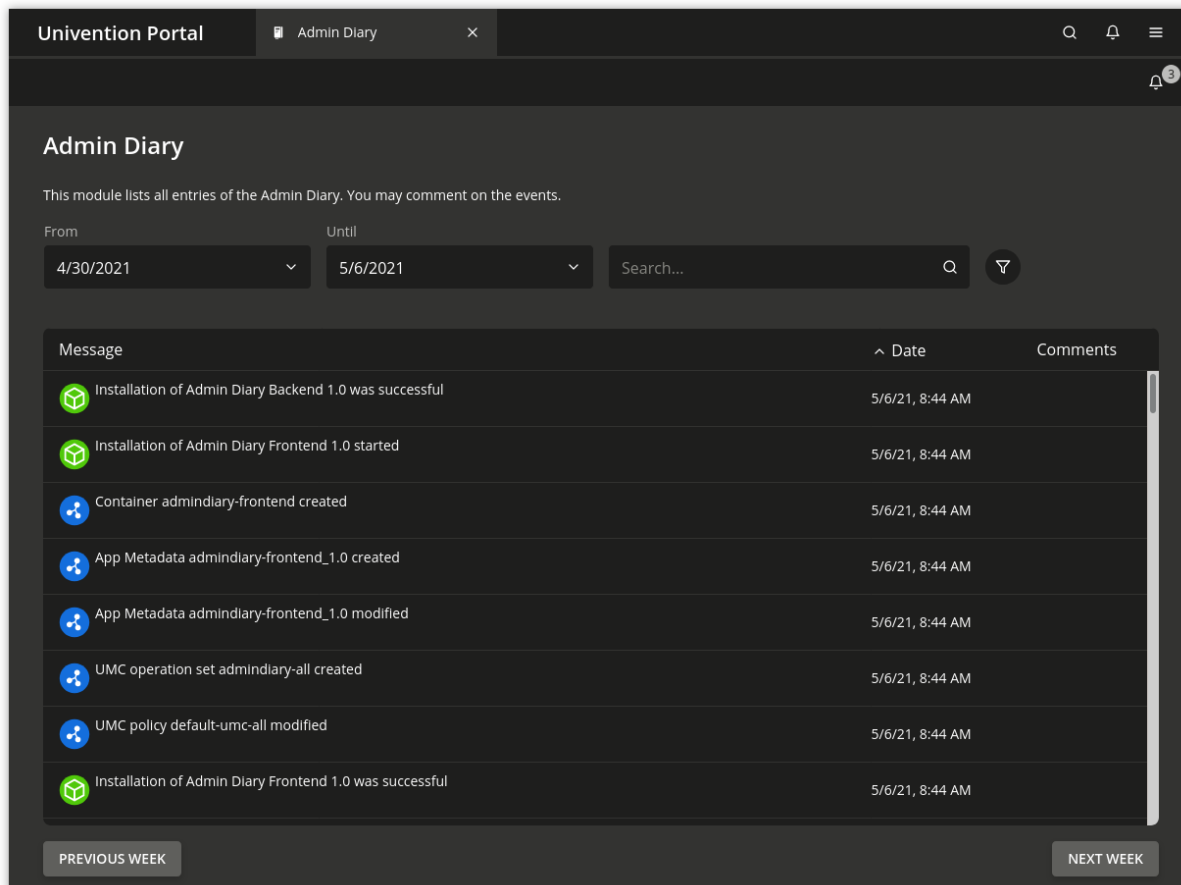 Univention Portal Admin Diary
3
Admin Diary
This module lists all entries of the Admin Diary. You may comment on the events.
From Until
4/30/2021 5/6/2021 Search...
Message Date Comments
Installation of Admin Diary Backend 1.0 was successful 5/6/21, 8:44 AM
Installation of Admin Diary Frontend 1.0 started 5/6/21, 8:44 AM
Container admindiary-frontend created 5/6/21, 8:44 AM
App Metadata admindiary-frontend_1.0 created 5/6/21, 8:44 AM
App Metadata admindiary-frontend_1.0 modified 5/6/21, 8:44 AM
UMC operation set admindiary-all created 5/6/21, 8:44 AM
UMC policy default-umc-all modified 5/6/21, 8:44 AM
Installation of Admin Diary Frontend 1.0 was successful 5/6/21, 8:44 AM
PREVIOUS WEEK NEXT WEEK